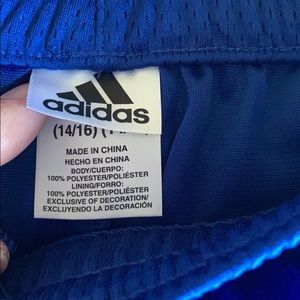 adidas
(14/16)
MADE IN CHINA
HECHO EN CHINA
BODY/CUERPO:
100% POLYESTER/POLIÉSTER
LINING/FORRO:
100% POLYESTER/POLIÉSTER
EXCLUSIVE OF DECORATION/
EXCLUYENDO LA DECORACIÓN